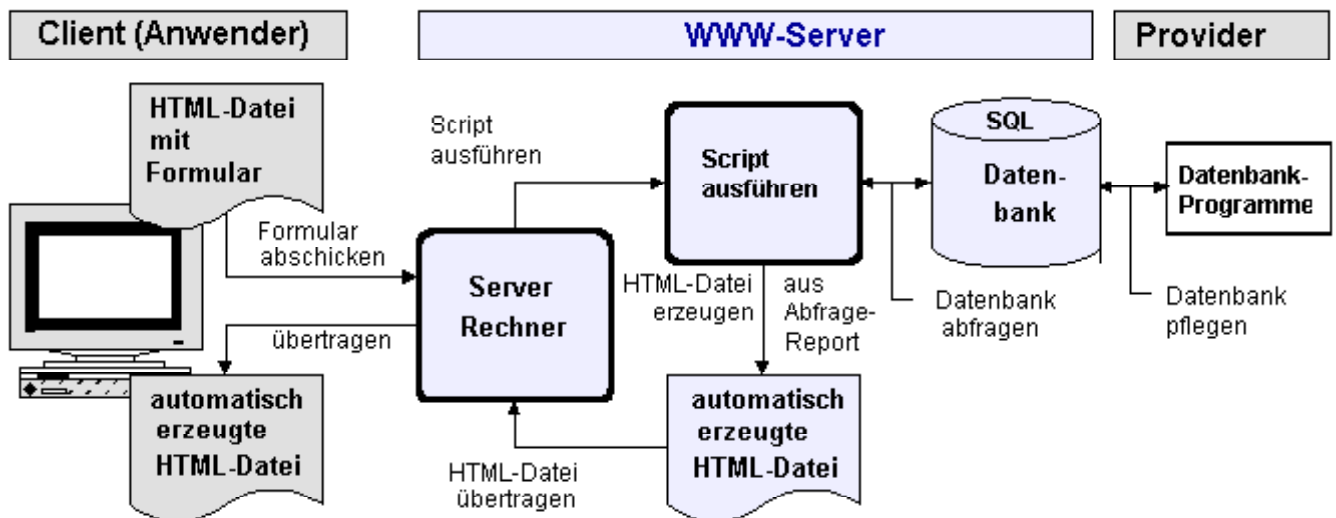 Client (Anwender)
WWW-Server
Provider
HTML-Datei
mit
Formular
Formular
abschicken
übertragen
automatisch
erzeugte
HTML-Datei
Server
Rechner
Script
ausführen
HTML-Datei
übertragen
Script
ausführen
HTML-Datei
erzeugen
aus
Abfrage-
Report
automatisch
erzeugte
HTML-Datei
SQL
Daten-
bank
Datenbank
abfragen
Datenbank-
Programme
Datenbank
pflegen